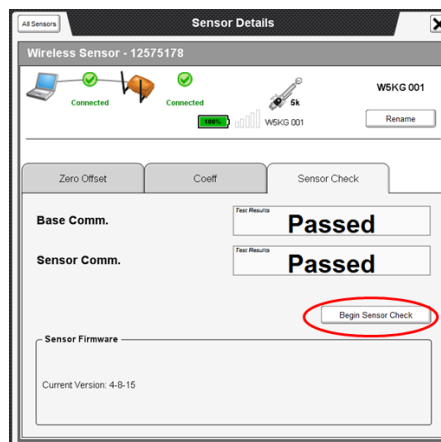 All Sensors
Sensor Details
Wireless Sensor - 12575178
Connected
Connected
5k
W5KG 001
100%
W5KG 001
Rename
Zero Offset
Coeff
Sensor Check
Base Comm.
Test Results
Passed
Sensor Comm.
Test Results
Passed
Begin Sensor Check
Sensor Firmware
Current Version: 4-8-15